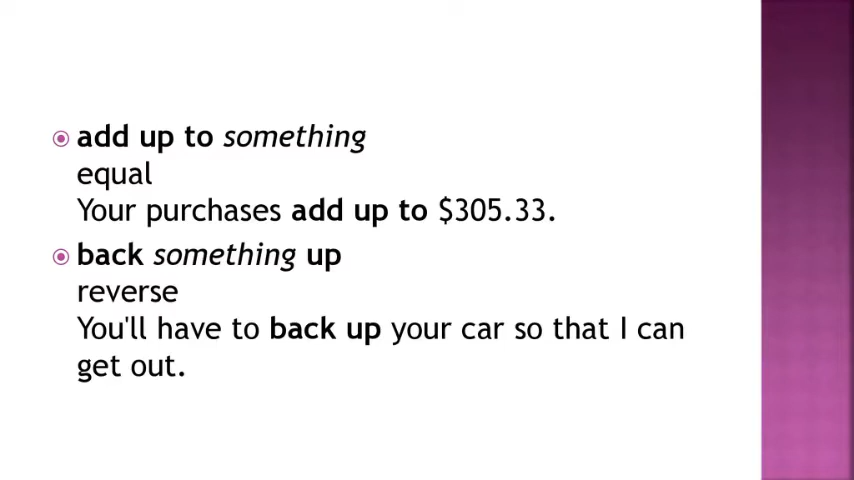 add up to something
equal
Your purchases add up to $305.33.
back something up
reverse
You'll have to back up your car so that I can
get out.